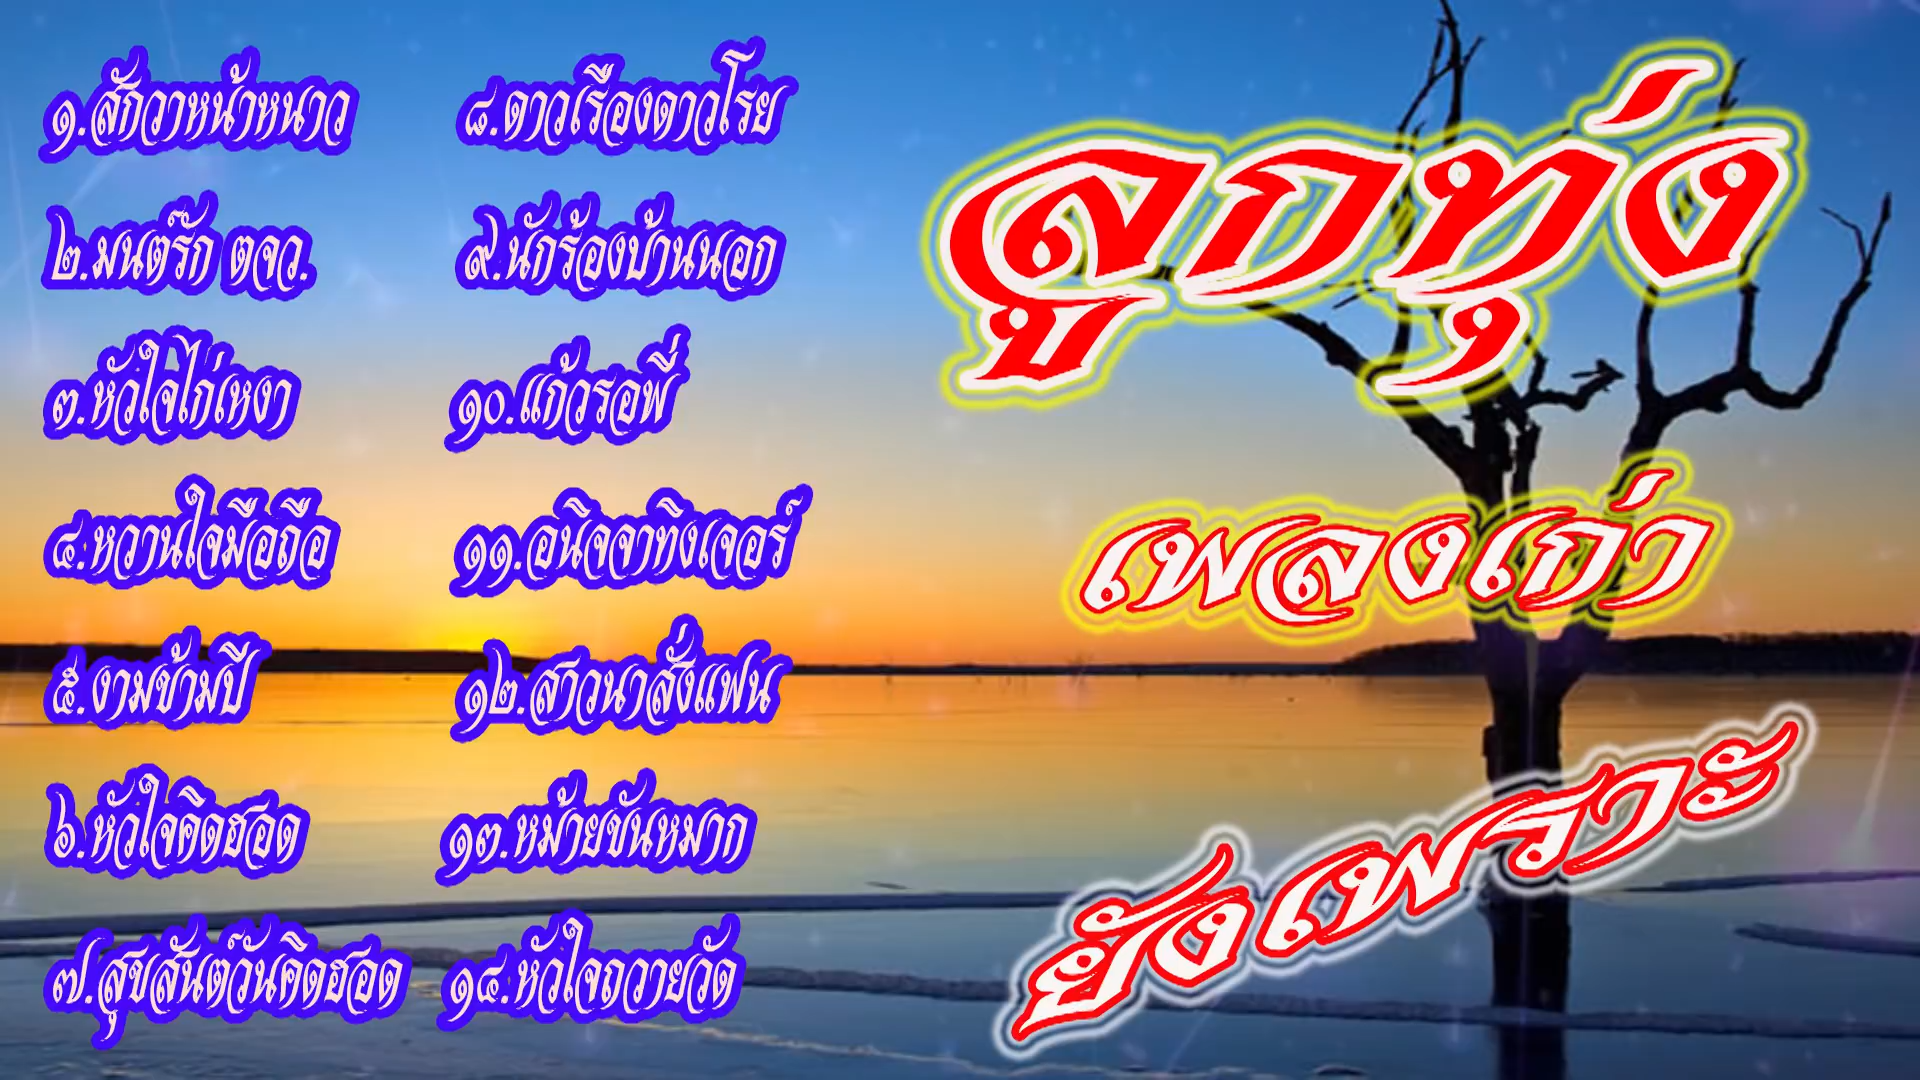 ๑.สักวาหน้าหนาว
๒.มนต์รัก ตจว.
๓.หัวใจไก่เหงา
๔.หวานใจมือถือ
๕.งามข้ามปี
๖.หัวใจคิดฮอด
๗.สุขสันต์วันคิดฮอด
๘.ดาวเรืองดาวโรย
๙.นักร้องบ้านนอก
๑๐.แก้วรอพี่
๑๑.อนิจจาทิงเจอร์
๑๒.สาวนาสั่งแฟน
๑๓.หม้ายขันหมาก
๑๔.หัวใจถวายวัด
ลูกทุ่ง
เพลงเก่า
ยังเพราะ